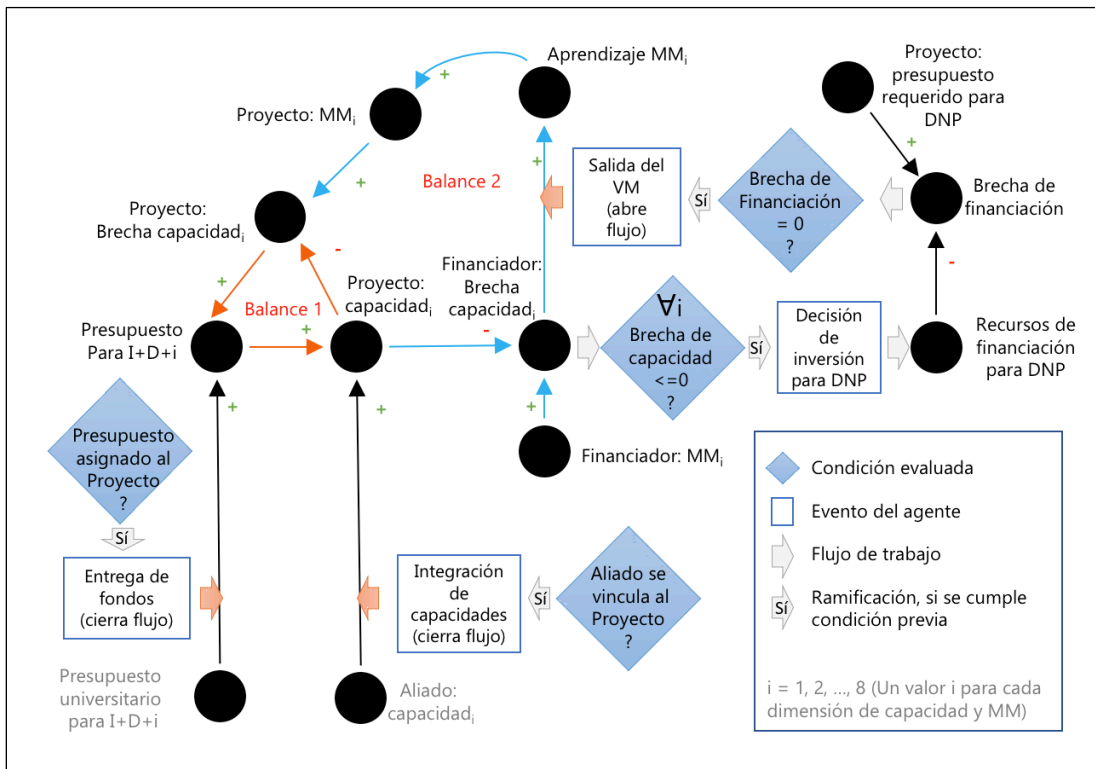 Aprendizaje MMi
+
Proyecto: MMi
+
Proyecto:
presupuesto
requerido para
DNP
+
Balance 2
+
Salida del
VM
(abre
flujo)
Sí
Brecha de
Financiación
= 0
?
Brecha de
financiación
Proyecto:
Brecha capacidadi
-
-
+
Balance 1
Proyecto:
capacidadi
Financiador:
Brecha
capacidadi
-
+
Presupuesto
Para I+D+i
∀i
Brecha de
capacidad
<=0
?
Sí
Decisión
de
inversión
para DNP
Recursos de
financiación
para DNP
+
+
+
Financiador: MMi
Presupuesto
asignado al
Proyecto
?
Sí
Entrega de
fondos
(cierra flujo)
Integración
de
capacidades
(cierra flujo)
Sí
Aliado se
vincula al
Proyecto
?
Presupuesto
universitario
para I+D+i
Aliado:
capacidadi
Condición evaluada
Evento del agente
Flujo de trabajo
Sí
Ramificación, si se cumple
condición previa
i = 1, 2, ..., 8 (Un valor i para cada
dimensión de capacidad y MM)